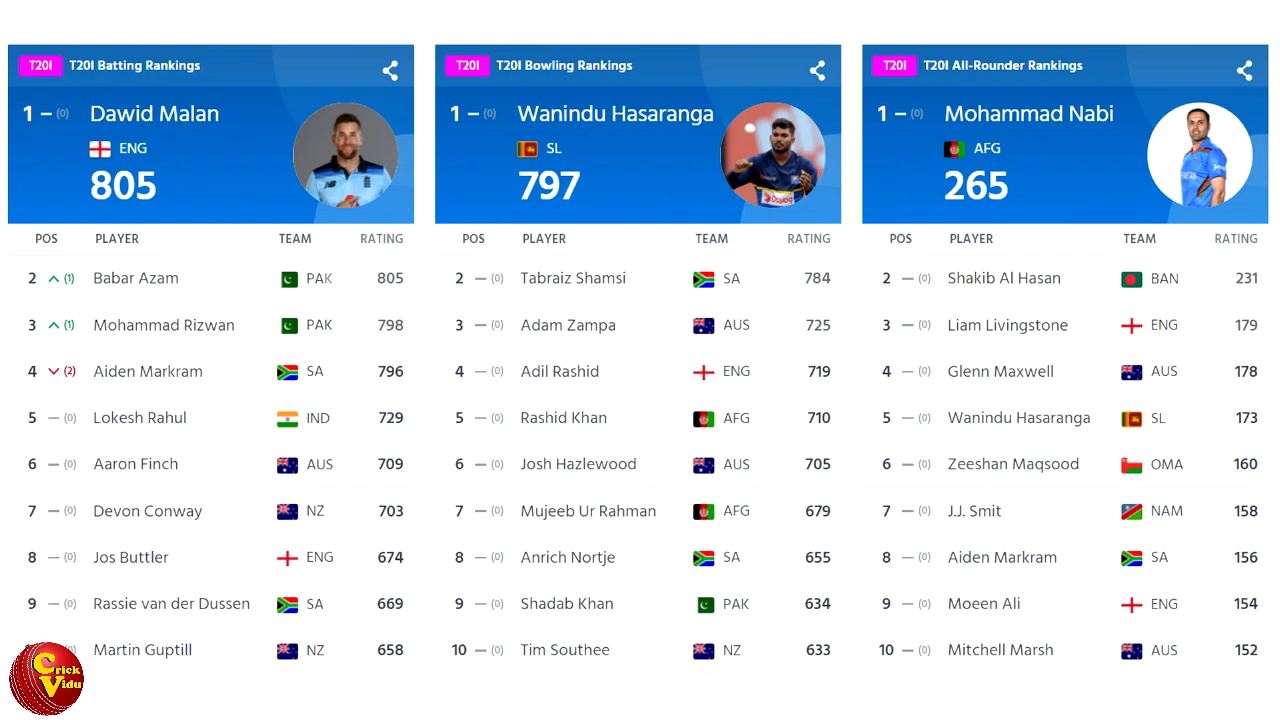 T20I T20I Batting Rankings
1 – (0) Dawid Malan
ENG
805
POS PLAYER TEAM RATING
2 (1) Babar Azam PAK 805
3 (1) Mohammad Rizwan PAK 798
4 (2) Aiden Markram SA 796
5 — (0) Lokesh Rahul IND 729
6 — (0) Aaron Finch AUS 709
7 — (0) Devon Conway NZ 703
8 — (0) Jos Buttler ENG 674
9 — (0) Rassie van der Dussen SA 669
Martin Guptill NZ 658
Crick
Vidu
T20I T20I Bowling Rankings
1 – (0) Wanindu Hasaranga
SL
797
POS PLAYER TEAM RATING
2 — (0) Tabraiz Shamsi SA 784
3 — (0) Adam Zampa AUS 725
4 — (0) Adil Rashid ENG 719
5 — (0) Rashid Khan AFG 710
6 — (0) Josh Hazlewood AUS 705
7 — (0) Mujeeb Ur Rahman AFG 679
8 — (0) Anrich Nortje SA 655
9 — (0) Shadab Khan PAK 634
10 — (0) Tim Southee NZ 633
T20I T20I All-Rounder Rankings
1 – (0) Mohammad Nabi
AFG
265
POS PLAYER TEAM RATING
2 — (0) Shakib Al Hasan BAN 231
3 — (0) Liam Livingstone ENG 179
4 — (0) Glenn Maxwell AUS 178
5 — (0) Wanindu Hasaranga SL 173
6 — (0) Zeeshan Maqsood OMA 160
7 — (0) J.J. Smit NAM 158
8 — (0) Aiden Markram SA 156
9 — (0) Moeen Ali ENG 154
10 — (0) Mitchell Marsh AUS 152